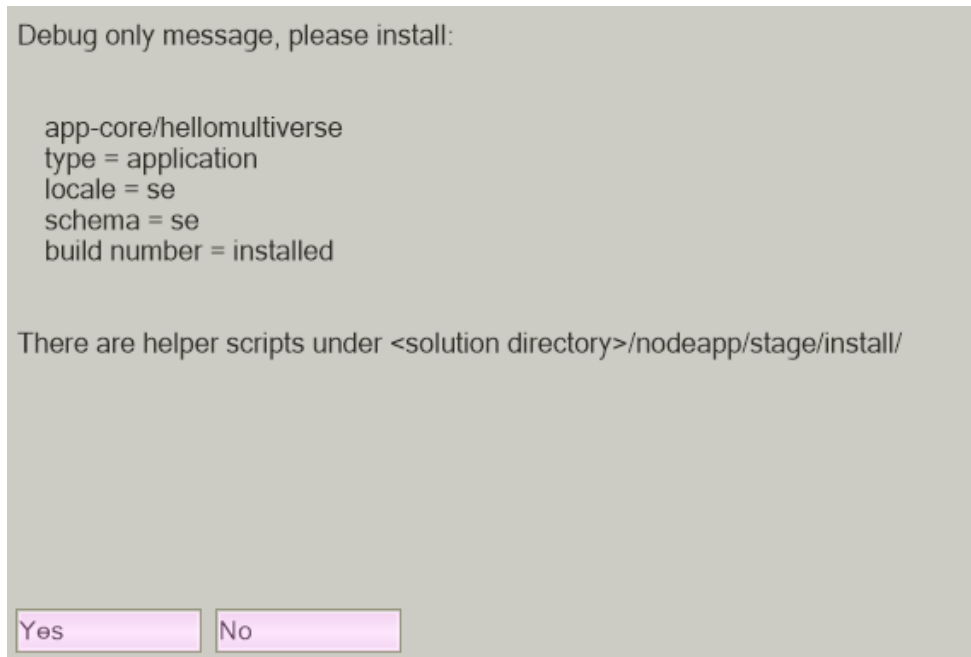 Debug only message, please install:
app-core/hellomultiverse
type = application
locale = se
schema = se
build number = installed
There are helper scripts under <solution directory>/nodeapp/stage/install/
Yes
No